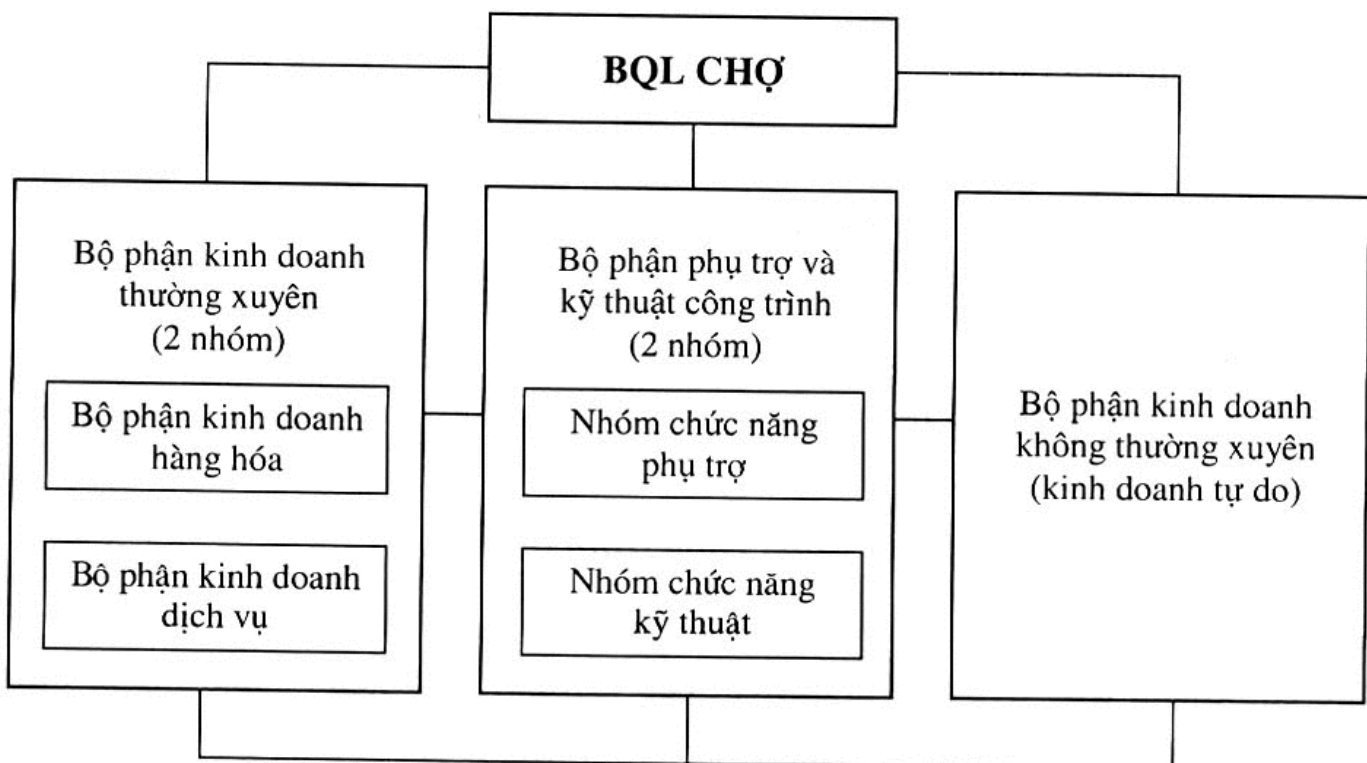 BQL CHỢ
Bộ phận kinh doanh
thường xuyên
(2 nhóm)
Bộ phận kinh doanh
hàng hóa
Bộ phận kinh doanh
dịch vụ
Bộ phận phụ trợ và
kỹ thuật công trình
(2 nhóm)
Nhóm chức năng
phụ trợ
Nhóm chức năng
kỹ thuật
Bộ phận kinh doanh
không thường xuyên
(kinh doanh tự do)